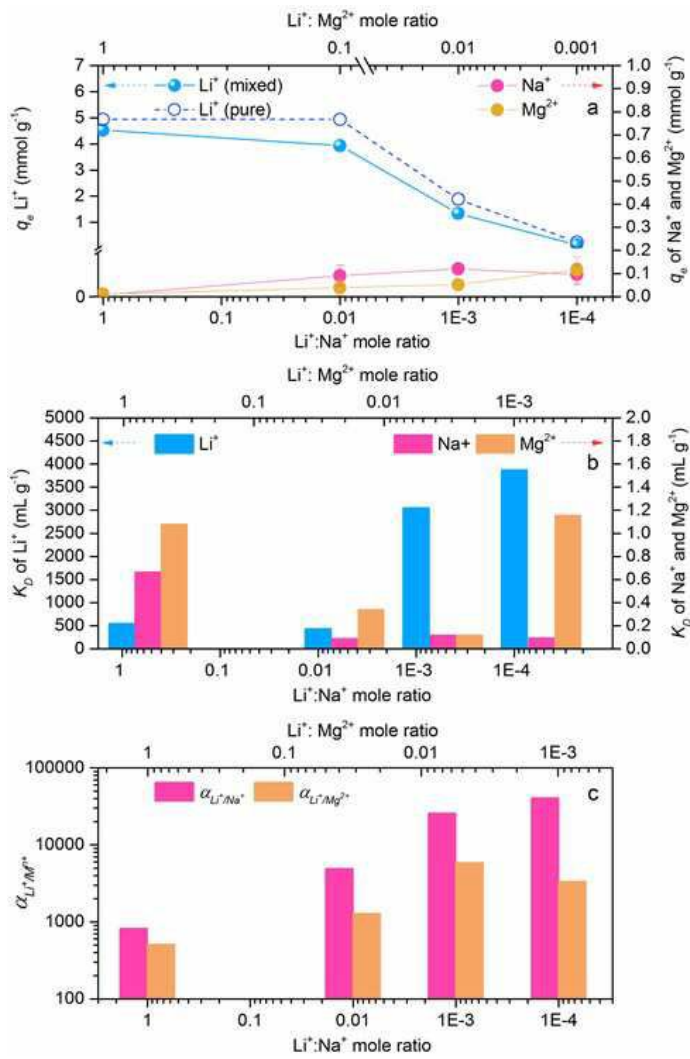 Li⁺: Mg²⁺ mole ratio
1 0.1 0.01 0.001
7 1.0
6 Li⁺ (mixed) Na⁺ 0.9
5 Li⁺ (pure) Mg²⁺ a 0.8
4 0.7
3 0.6
2 0.5
1 0.4
0.3
0.2
0.1
0 0.0
qₑ Li⁺ (mmol g⁻¹)
qₑ of Na⁺ and Mg²⁺ (mmol g⁻¹)
1 0.1 0.01 1E-3 1E-4
Li⁺:Na⁺ mole ratio
Li⁺: Mg²⁺ mole ratio
1 0.1 0.01 1E-3
5000 2.0
4500 Li⁺ Na+ Mg²⁺ 1.8
4000 b 1.6
3500 1.4
3000 1.2
2500 1.0
2000 0.8
1500 0.6
1000 0.4
500 0.2
0 0.0
K_D of Li⁺ (mL g⁻¹)
K_D of Na⁺ and Mg²⁺ (mL g⁻¹)
1 0.01 1E-3 1E-4
Li⁺:Na⁺ mole ratio
Li⁺: Mg²⁺ mole ratio
1 0.1 0.01 1E-3
100000
α Li⁺/Na⁺ α Li⁺/Mg²⁺ c
10000
1000
100
1 0.1 0.01 1E-3 1E-4
Li⁺:Na⁺ mole ratio